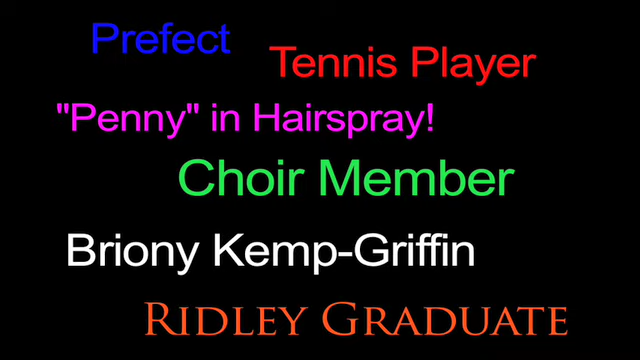 Prefect
Tennis Player
"Penny" in Hairspray!
Choir Member
Briony Kemp-Griffin
RIDLEY GRADUATE